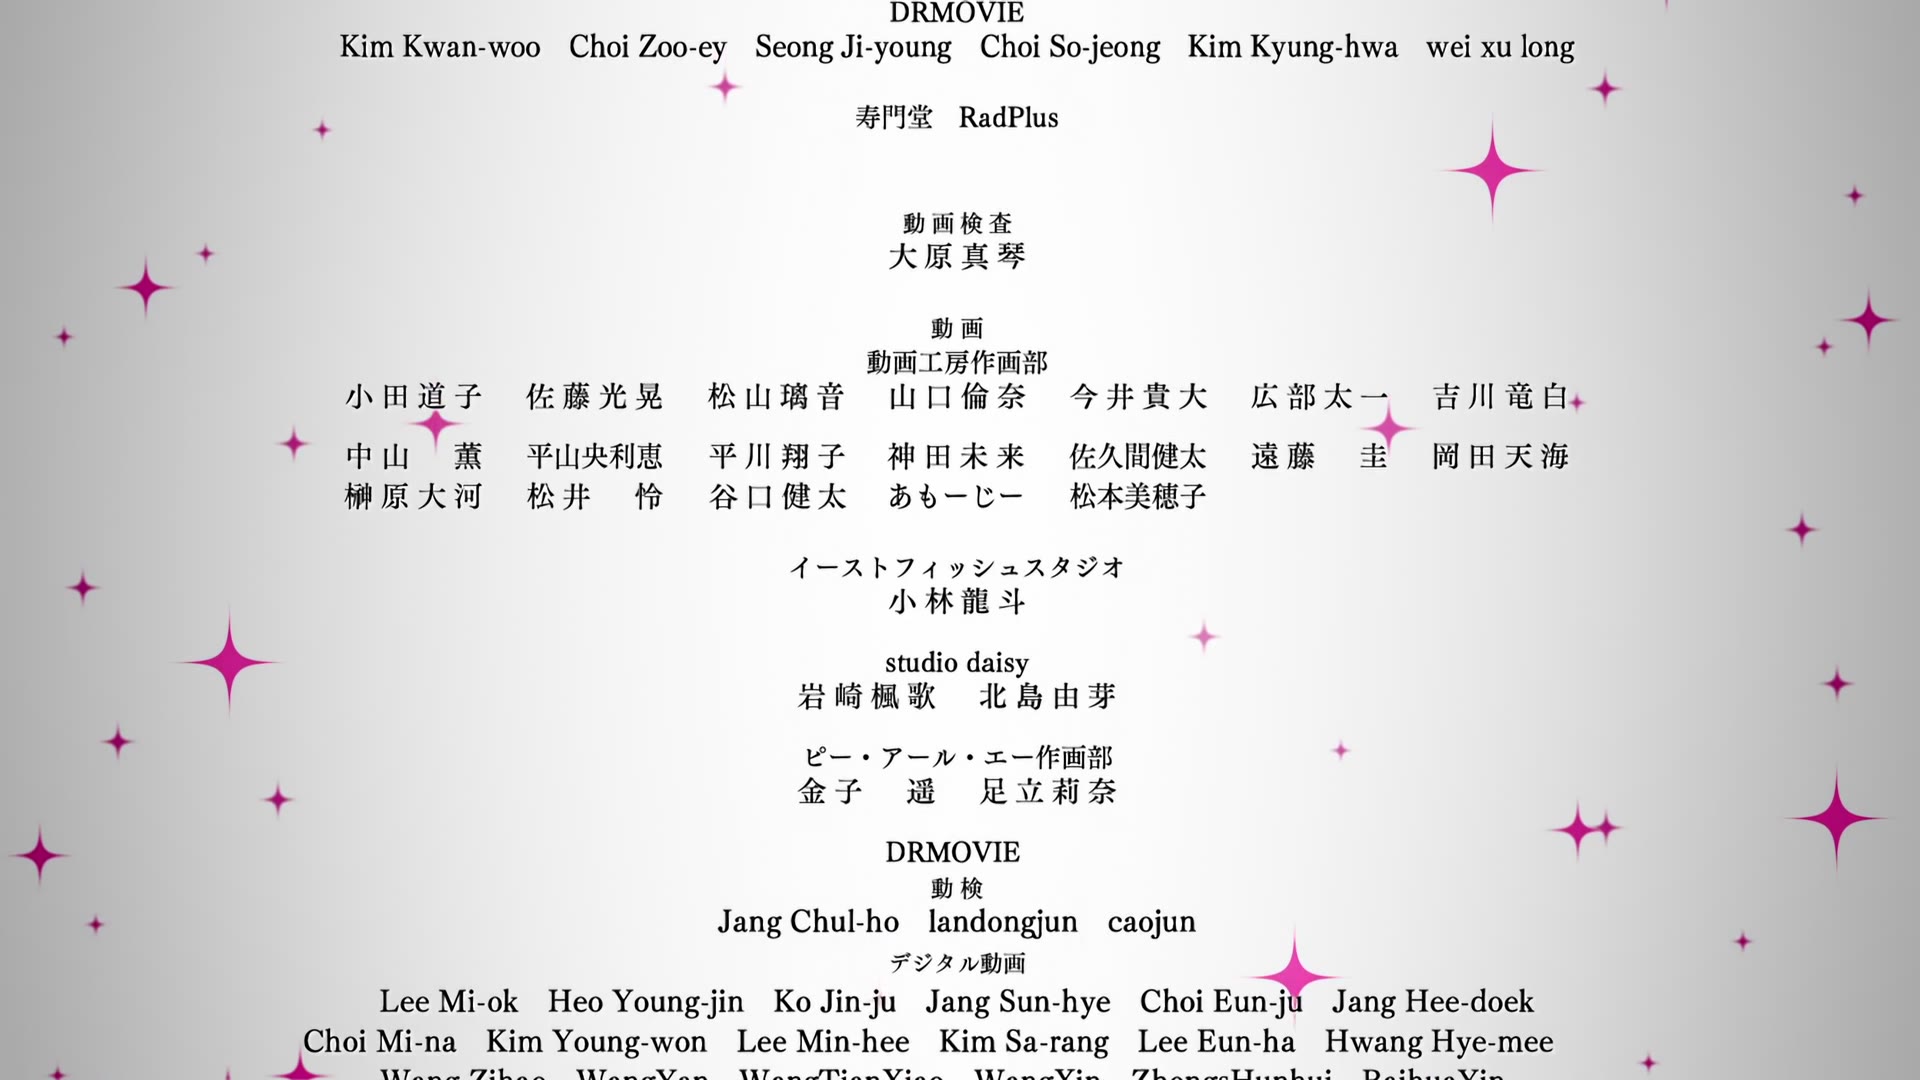 DRMOVIE
Kim Kwan-woo Choi Zoo-ey Seong Ji-young Choi So-jeong Kim Kyung-hwa wei xu long
寿門堂 RadPlus
動画検査
大原真琴
動画
動画工房作画部
小田道子 佐藤光晃 松山璃音 山口倫奈 今井貴大 広部太一 吉川竜白
中山 薫 平山央利恵 平川翔子 神田未来 佐久間健太 遠藤 圭 岡田天海
榊原大河 松井 怜 谷口健太 あもーじー 松本美穂子
イーストフィッシュスタジオ
小林龍斗
studio daisy
岩崎楓歌 北島由芽
ピー・アール・エー作画部
金子 遥 足立莉奈
DRMOVIE
動検
Jang Chul-ho landongjun caojun
デジタル動画
Lee Mi-ok Heo Young-jin Ko Jin-ju Jang Sun-hye Choi Eun-ju Jang Hee-doek
Choi Mi-na Kim Young-won Lee Min-hee Kim Sa-rang Lee Eun-ha Hwang Hye-mee
Wang Zihao WangYan WangTianXiao WangXin